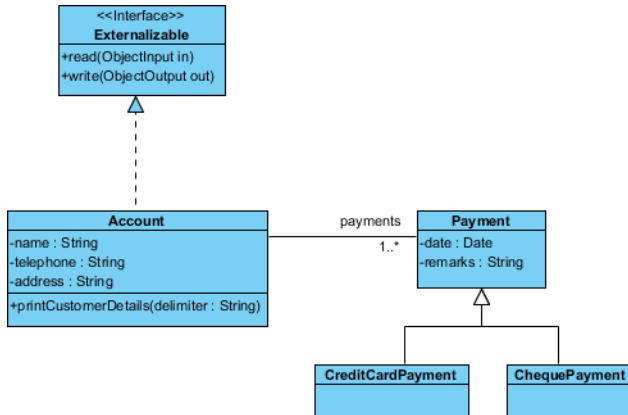 <<Interface>>
Externalizable
+read(ObjectInput in)
+write(ObjectOutput out)
Account
-name : String
-telephone : String
-address : String
+printCustomerDetails(delimiter : String)
payments
1..*
Payment
-date : Date
-remarks : String
CreditCardPayment
ChequePayment